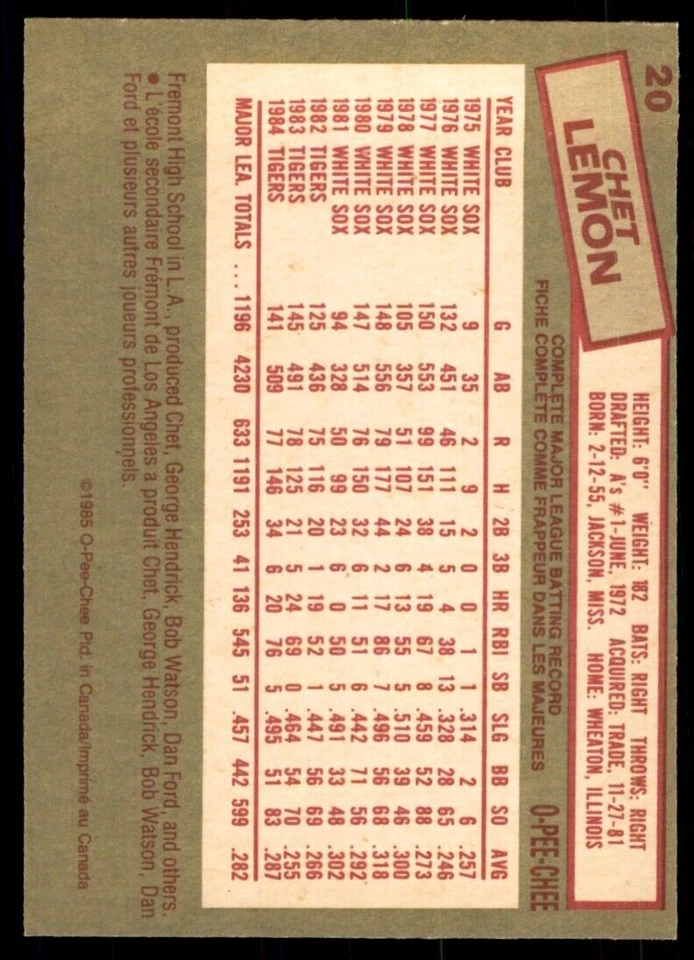 20
CHET
LEMON
HEIGHT: 6'0" WEIGHT: 182 BATS: RIGHT THROWS: RIGHT
DRAFTED: A's #1-JUNE, 1972 ACQUIRED: TRADE, 11-27-81
BORN: 2-12-55, JACKSON, MISS. HOME: WHEATON, ILLINOIS
COMPLETE MAJOR LEAGUE BATTING RECORD
FICHE COMPLÈTE COMME FRAPPEUR DANS LES MAJEURES
O-PEE-CHEE
YEAR CLUB G AB R H 2B 3B HR RBI SB SLG BB SO AVG
1975 WHITE SOX 9 35 2 9 2 0 0 1 1 .314 2 6 .257
1976 WHITE SOX 132 451 46 111 15 5 4 38 13 .328 28 65 .246
1977 WHITE SOX 150 553 99 151 38 4 19 67 8 .459 52 88 .273
1978 WHITE SOX 105 357 51 107 24 6 13 55 5 .510 39 46 .300
1979 WHITE SOX 148 556 79 177 44 2 17 86 7 .496 56 68 .318
1980 WHITE SOX 147 514 76 150 32 6 11 51 6 .442 71 56 .292
1981 WHITE SOX 94 328 50 99 23 6 0 50 5 .491 33 48 .302
1982 TIGERS 125 436 75 116 20 1 19 52 1 .447 56 69 .266
1983 TIGERS 145 491 78 125 21 5 24 69 0 .464 54 70 .255
1984 TIGERS 141 509 77 146 34 6 20 76 5 .495 51 83 .287
MAJOR LEA. TOTALS .... 1196 4230 633 1191 253 41 136 545 51 .457 442 599 .282
Fremont High School in L.A., produced Chet, George Hendrick, Bob Watson, Dan Ford, and others.
● L'école secondaire Fremont de Los Angeles a produit Chet, George Hendrick, Bob Watson, Dan
Ford et plusieurs autres joueurs professionnels.
©1985 O-Pee-Chee Ptd. in Canada/Imprimé au Canada